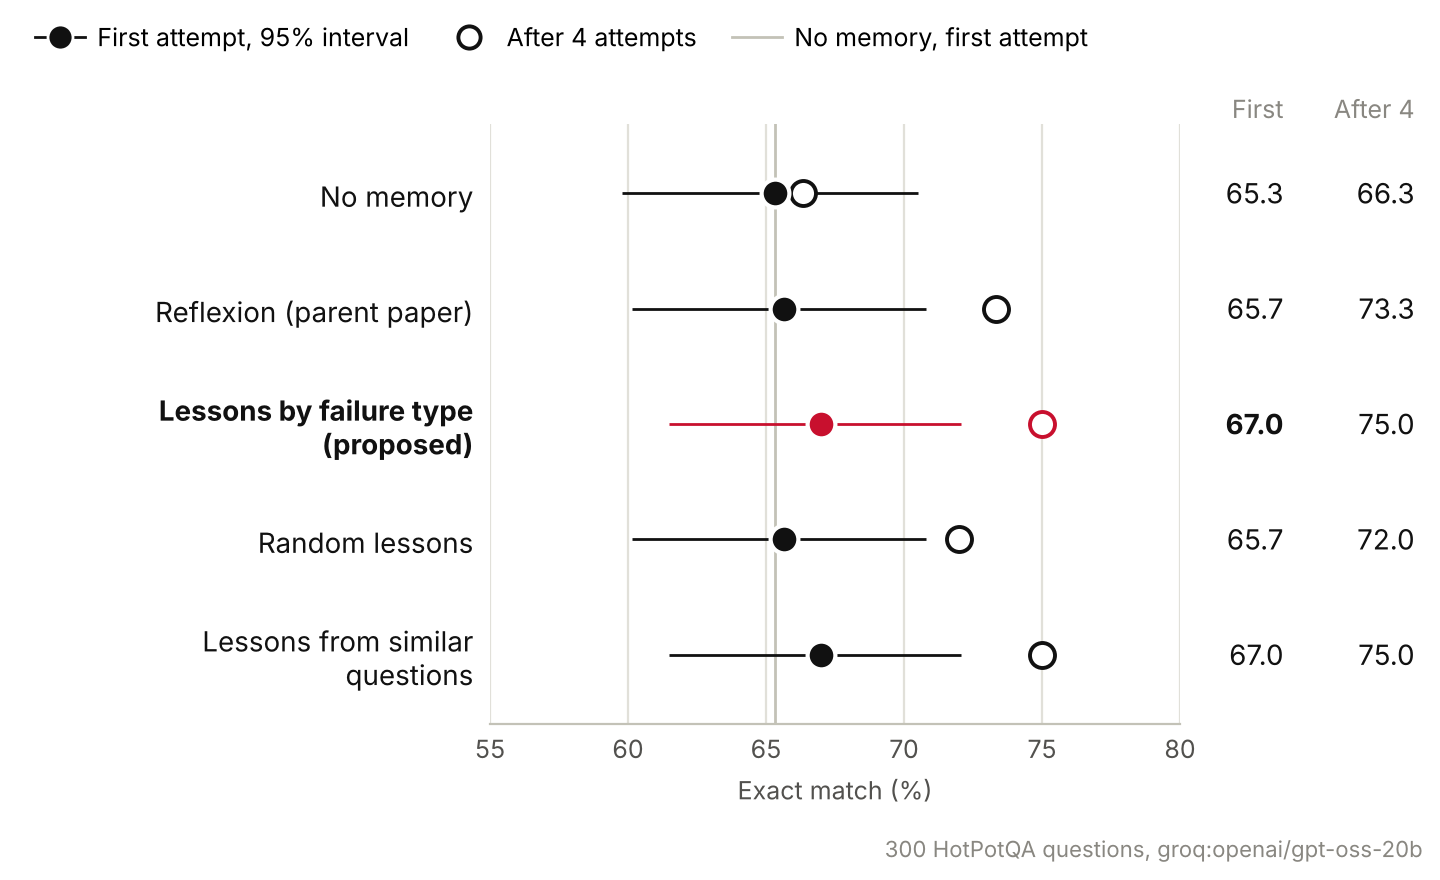 First attempt, 95% interval
After 4 attempts
No memory, first attempt
First After 4
No memory 65.3 66.3
Reflexion (parent paper) 65.7 73.3
Lessons by failure type
(proposed) 67.0 75.0
Random lessons 65.7 72.0
Lessons from similar
questions 67.0 75.0
55 60 65 70 75 80
Exact match (%)
300 HotPotQA questions, groq:openai/gpt-oss-20b